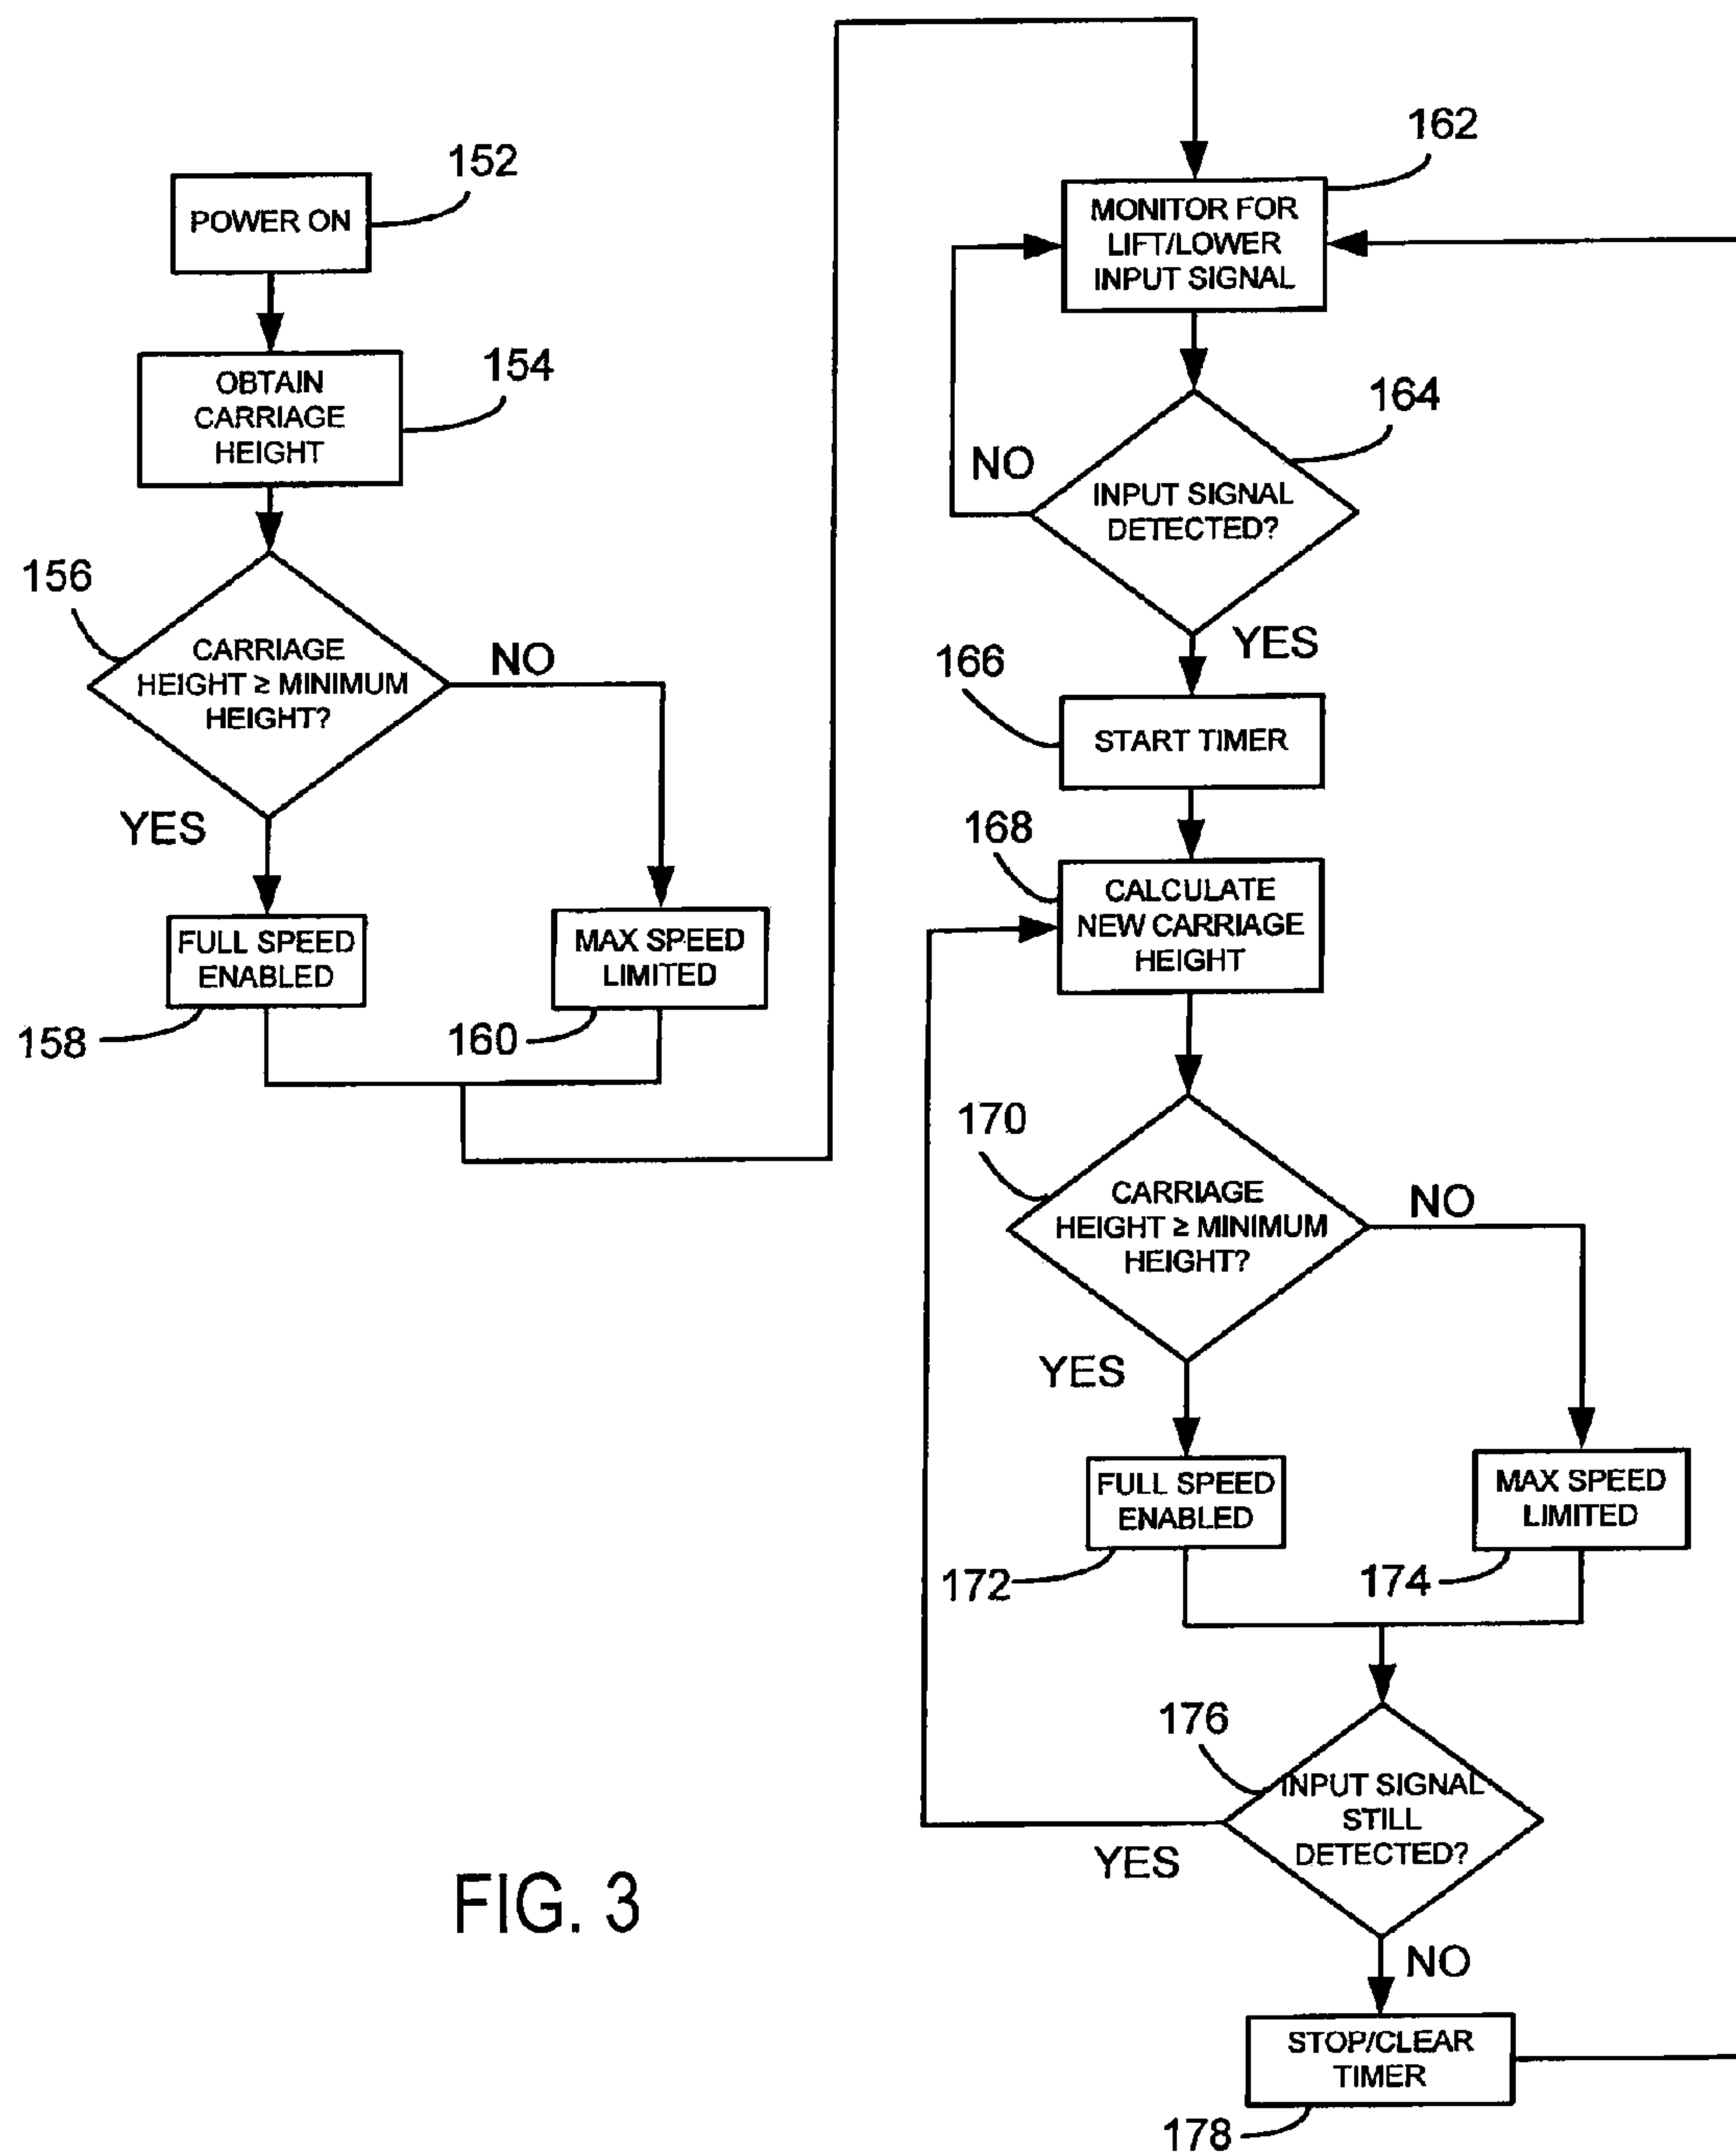 152
POWER ON
154
OBTAIN
CARRIAGE
HEIGHT
156
CARRIAGE
HEIGHT ≥ MINIMUM
HEIGHT?
NO
YES
FULL SPEED
ENABLED
158
MAX SPEED
LIMITED
160
162
MONITOR FOR
LIFT/LOWER
INPUT SIGNAL
164
INPUT SIGNAL
DETECTED?
NO
YES
166
START TIMER
168
CALCULATE
NEW CARRIAGE
HEIGHT
170
CARRIAGE
HEIGHT ≥ MINIMUM
HEIGHT?
NO
YES
FULL SPEED
ENABLED
172
MAX SPEED
LIMITED
174
176
INPUT SIGNAL
STILL
DETECTED?
YES
NO
STOP/CLEAR
TIMER
178
FIG. 3